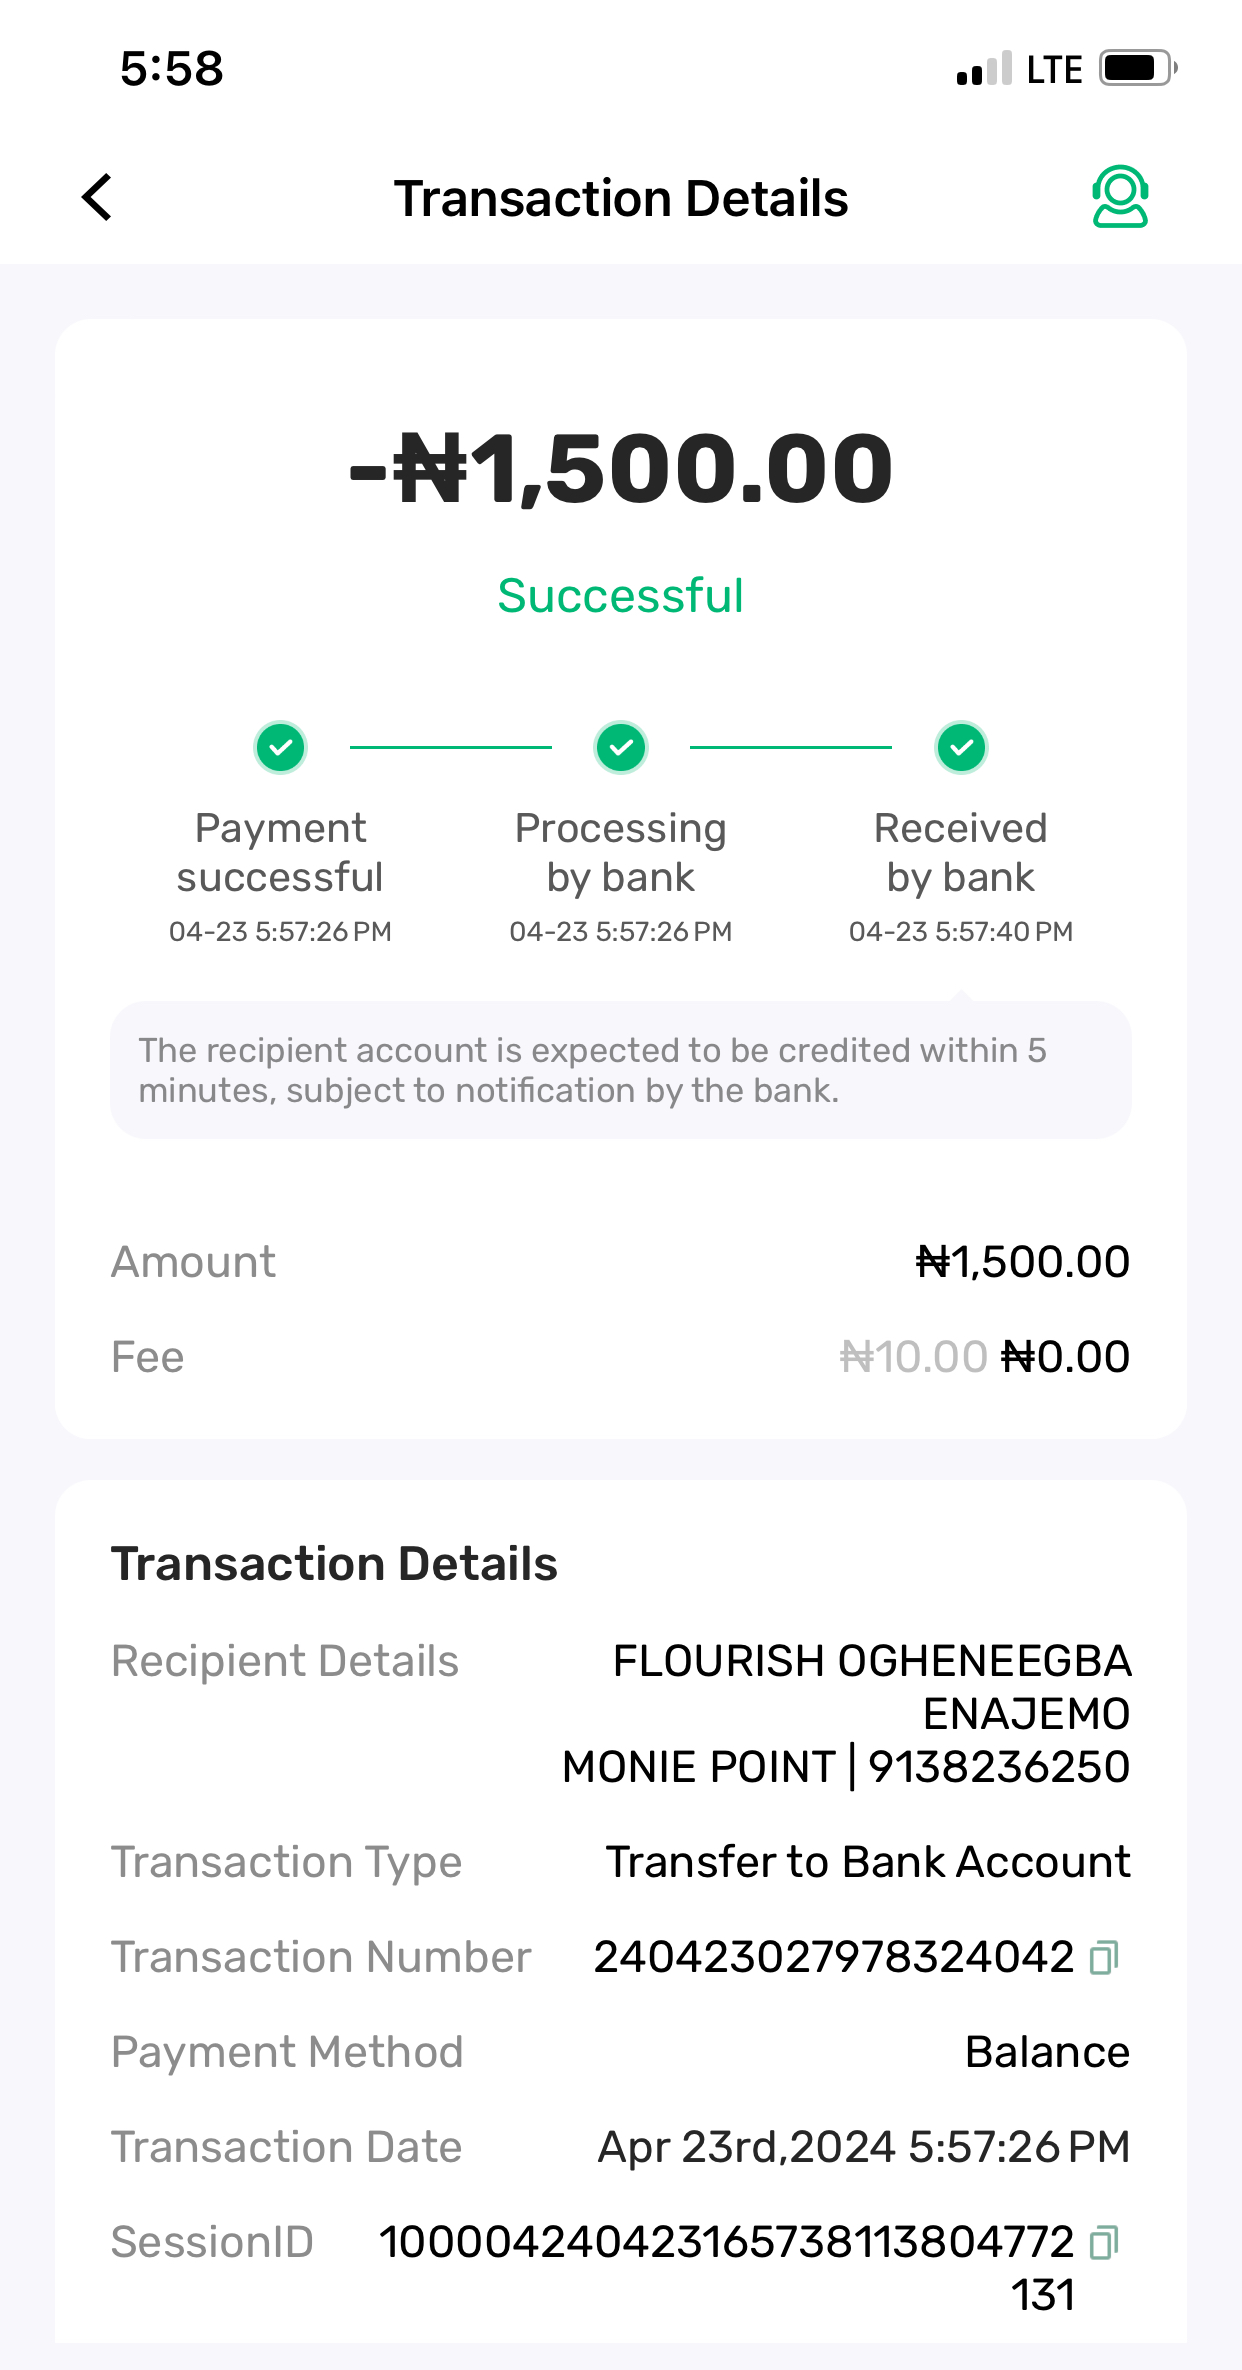 5:58 LTE
Transaction Details
-₦1,500.00
Successful
Payment successful
04-23 5:57:26 PM
Processing by bank
04-23 5:57:26 PM
Received by bank
04-23 5:57:40 PM
The recipient account is expected to be credited within 5
minutes, subject to notification by the bank.
Amount ₦1,500.00
Fee ₦10.00 ₦0.00
Transaction Details
Recipient Details FLOURISH OGHENEEGBA
ENAJEMO
MONIE POINT | 9138236250
Transaction Type Transfer to Bank Account
Transaction Number 240423027978324042
Payment Method Balance
Transaction Date Apr 23rd,2024 5:57:26 PM
SessionID 100004240423165738113804772
131